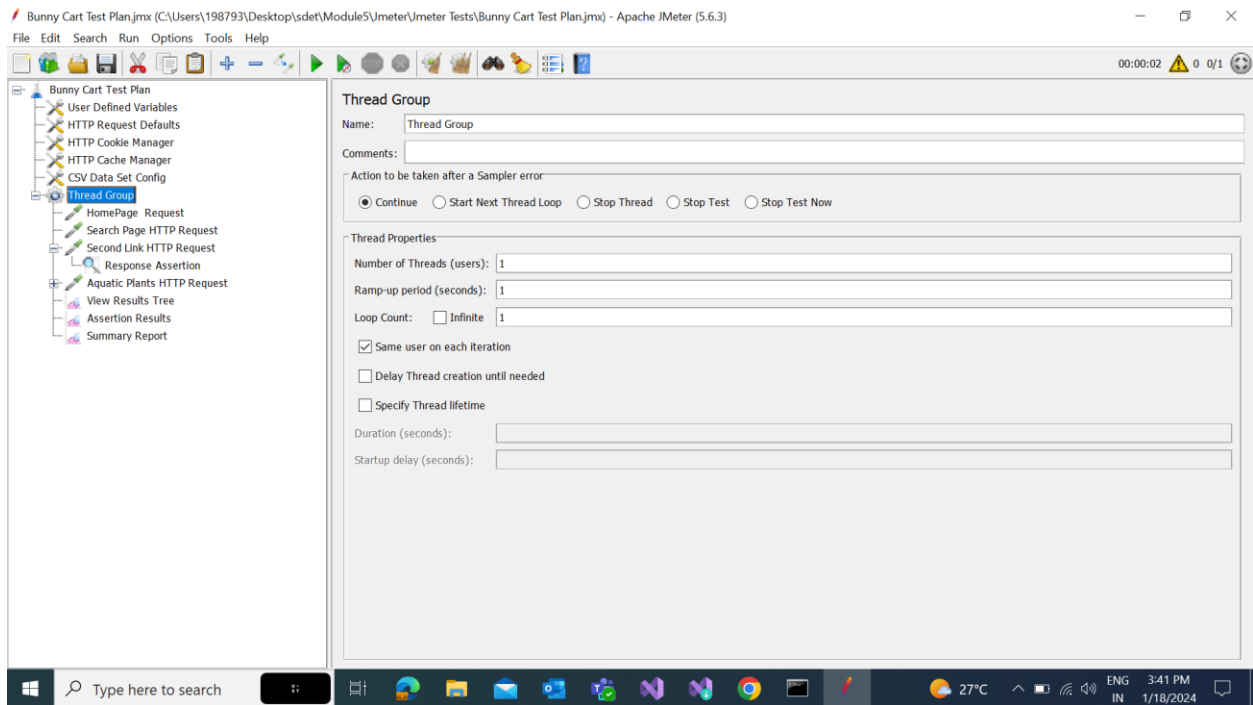 Bunny Cart Test Plan.jmx (C:\Users\198793\Desktop\sdet\Module5\Jmeter\Jmeter Tests\Bunny Cart Test Plan.jmx) - Apache JMeter (5.6.3)
File Edit Search Run Options Tools Help
00:00:02 0 0/1
Bunny Cart Test Plan
User Defined Variables
HTTP Request Defaults
HTTP Cookie Manager
HTTP Cache Manager
CSV Data Set Config
Thread Group
HomePage Request
Search Page HTTP Request
Second Link HTTP Request
Response Assertion
Aquatic Plants HTTP Request
View Results Tree
Assertion Results
Summary Report
Thread Group
Name: Thread Group
Comments:
Action to be taken after a Sampler error
Continue Start Next Thread Loop Stop Thread Stop Test Stop Test Now
Thread Properties
Number of Threads (users): 1
Ramp-up period (seconds): 1
Loop Count: Infinite 1
Same user on each iteration
Delay Thread creation until needed
Specify Thread lifetime
Duration (seconds):
Startup delay (seconds):
Type here to search
27°C
ENG
IN
3:41 PM
1/18/2024